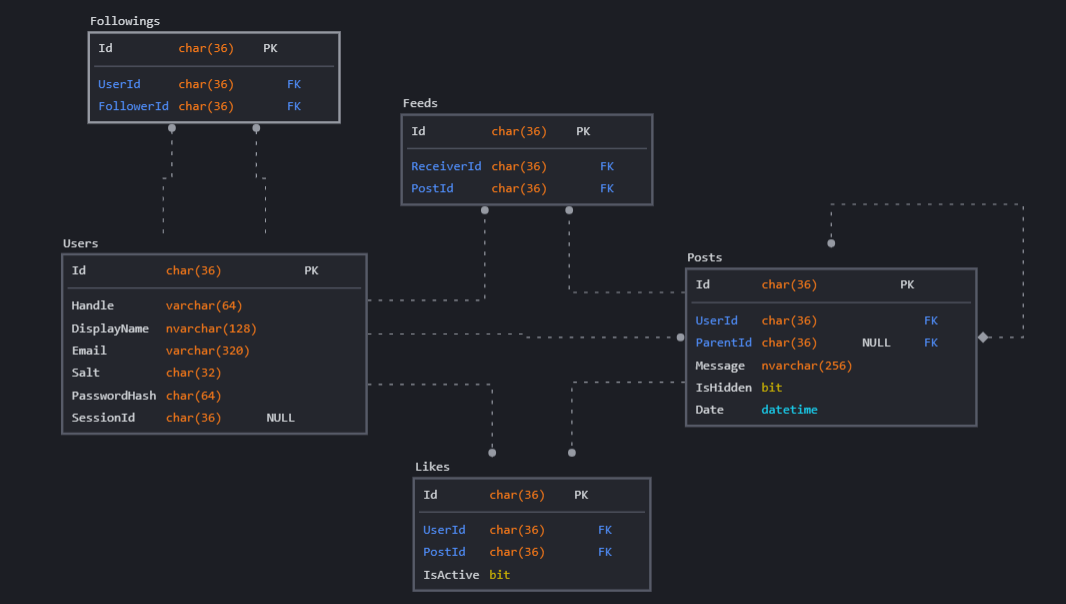 Followings
Id char(36) PK
UserId char(36) FK
FollowerId char(36) FK
Feeds
Id char(36) PK
ReceiverId char(36) FK
PostId char(36) FK
Users
Id char(36) PK
Handle varchar(64)
DisplayName nvarchar(128)
Email varchar(320)
Salt char(32)
PasswordHash char(64)
SessionId char(36) NULL
Posts
Id char(36) PK
UserId char(36) FK
ParentId char(36) NULL FK
Message nvarchar(256)
IsHidden bit
Date datetime
Likes
Id char(36) PK
UserId char(36) FK
PostId char(36) FK
IsActive bit